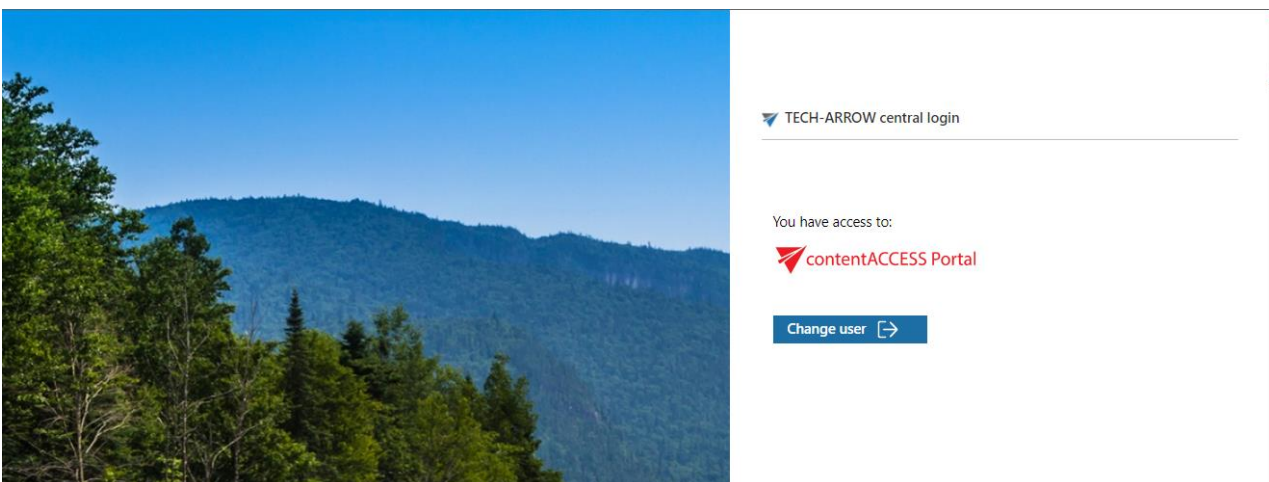 TECH-ARROW central login
You have access to:
contentACCESS Portal
Change user